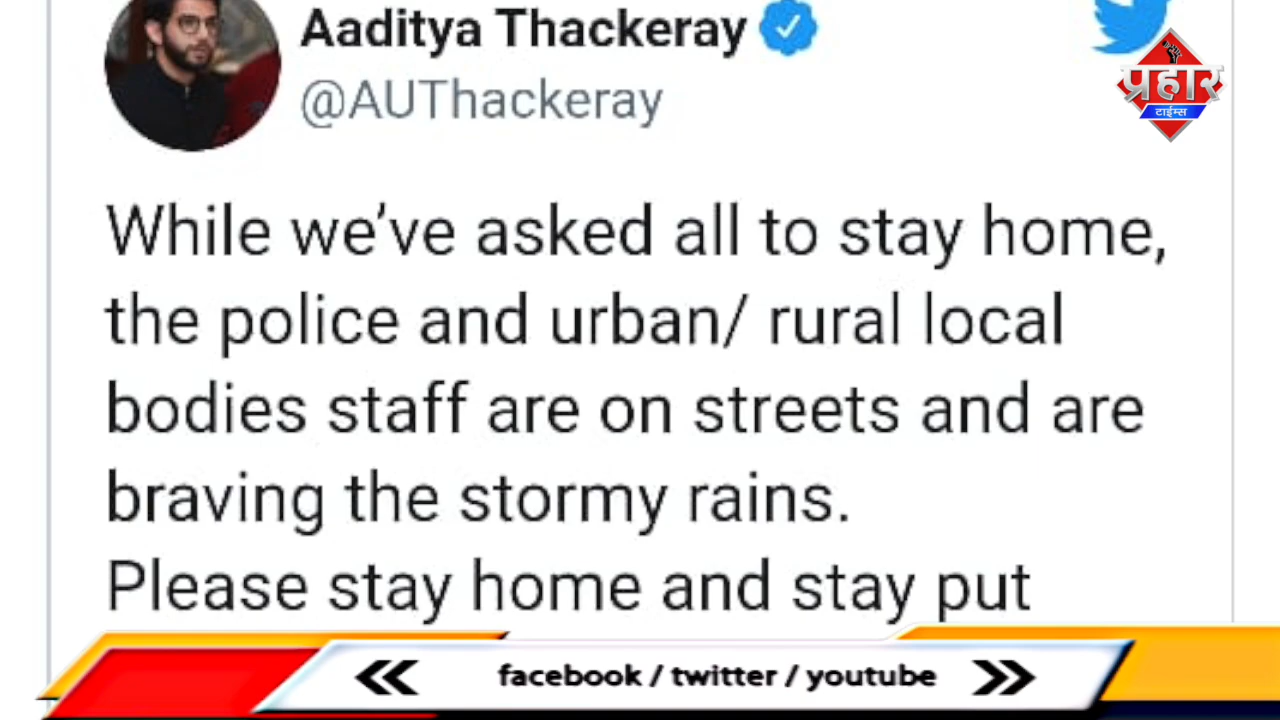 Aaditya Thackeray
@AUThackeray
प्रहार
टाईम्स
While we’ve asked all to stay home,
the police and urban/ rural local
bodies staff are on streets and are
braving the stormy rains.
Please stay home and stay put
facebook / twitter / youtube